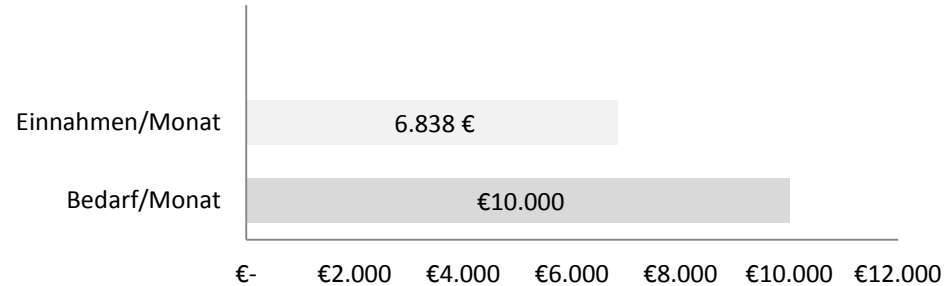 Einnahmen/Monat 6.838 €
Bedarf/Monat €10.000
€- €2.000 €4.000 €6.000 €8.000 €10.000 €12.000